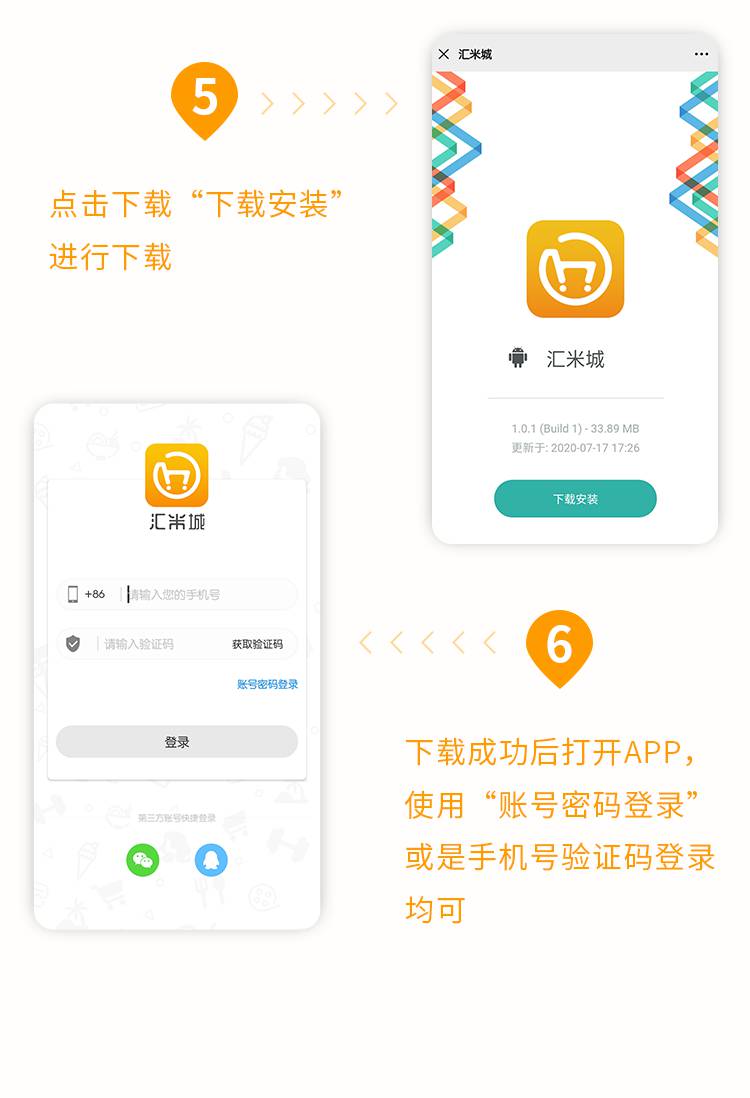 5
点击下载“下载安装”
进行下载
汇米城
汇米城
1.0.1 (Build 1) - 33.89 MB
更新于: 2020-07-17 17:26
下载安装
汇米城
+86
请输入您的手机号
请输入验证码
获取验证码
账号密码登录
登录
第三方账号快捷登录
6
下载成功后打开APP，
使用“账号密码登录”
或是手机号验证码登录
均可